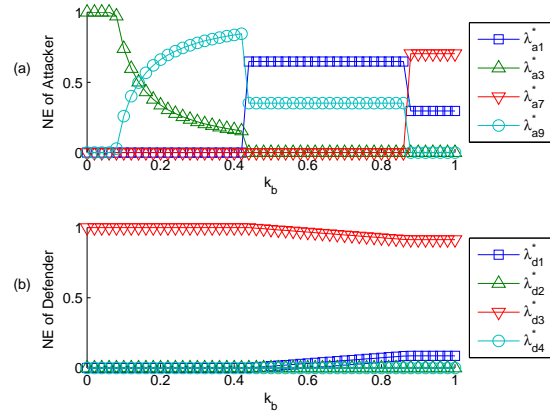 (a)
NE of Attacker
1
0.5
0
0 0.2 0.4 0.6 0.8 1
k_b
λ*_a1
λ*_a3
λ*_a7
λ*_a9
(b)
NE of Defender
1
0.5
0
0 0.2 0.4 0.6 0.8 1
k_b
λ*_d1
λ*_d2
λ*_d3
λ*_d4